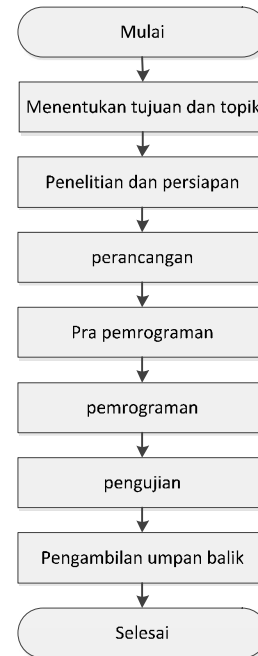 Mulai
Menentukan tujuan dan topik
Penelitian dan persiapan
perancangan
Pra pemrograman
pemrograman
pengujian
Pengambilan umpan balik
Selesai